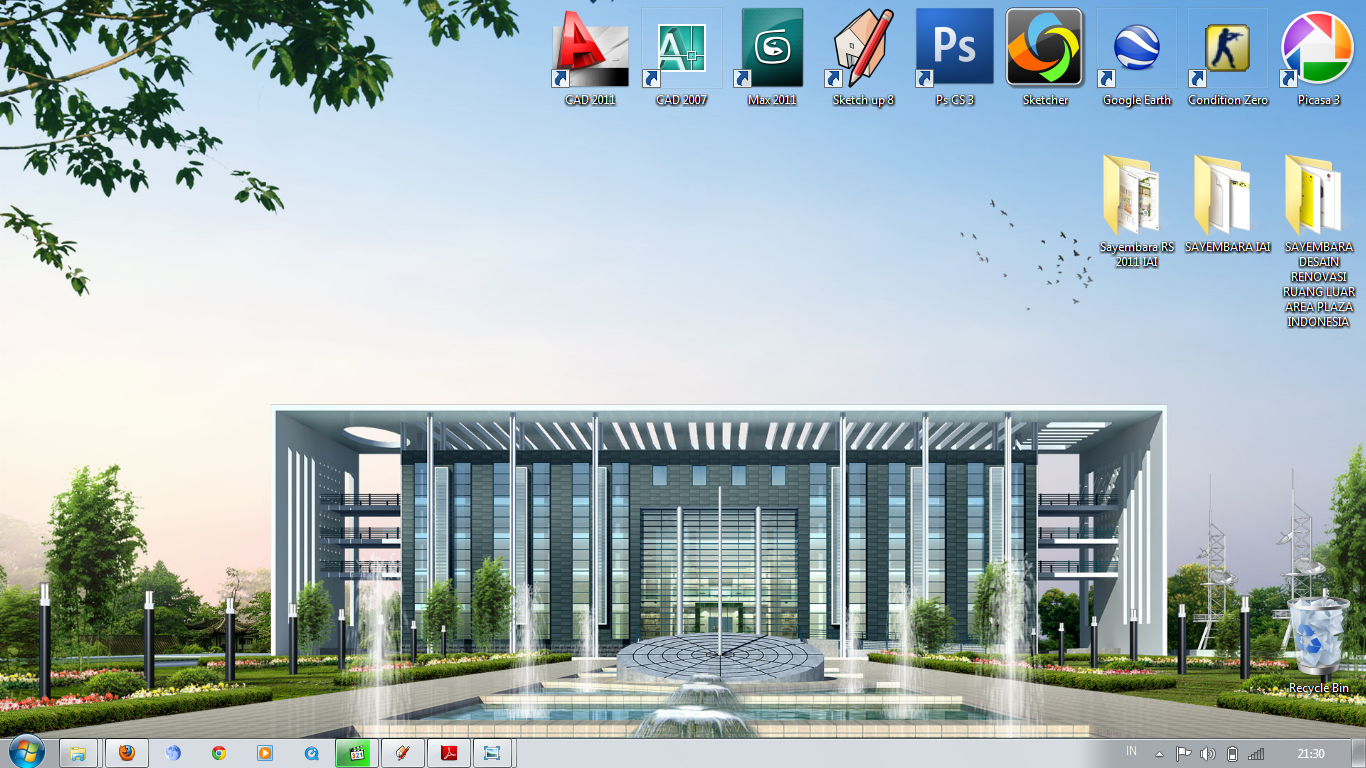 CAD 2011
CAD 2007
Max 2011
Sketch up 8
Ps
Ps CS 3
Sketcher
Google Earth
Condition Zero
Picasa 3
Sayembara RS
2011 IAI
SAYEMBARA IAI
SAYEMBARA
DESAIN
RENOVASI
RUANG LUAR
AREA PLAZA
INDONESIA
Recycle Bin
IN
21:30